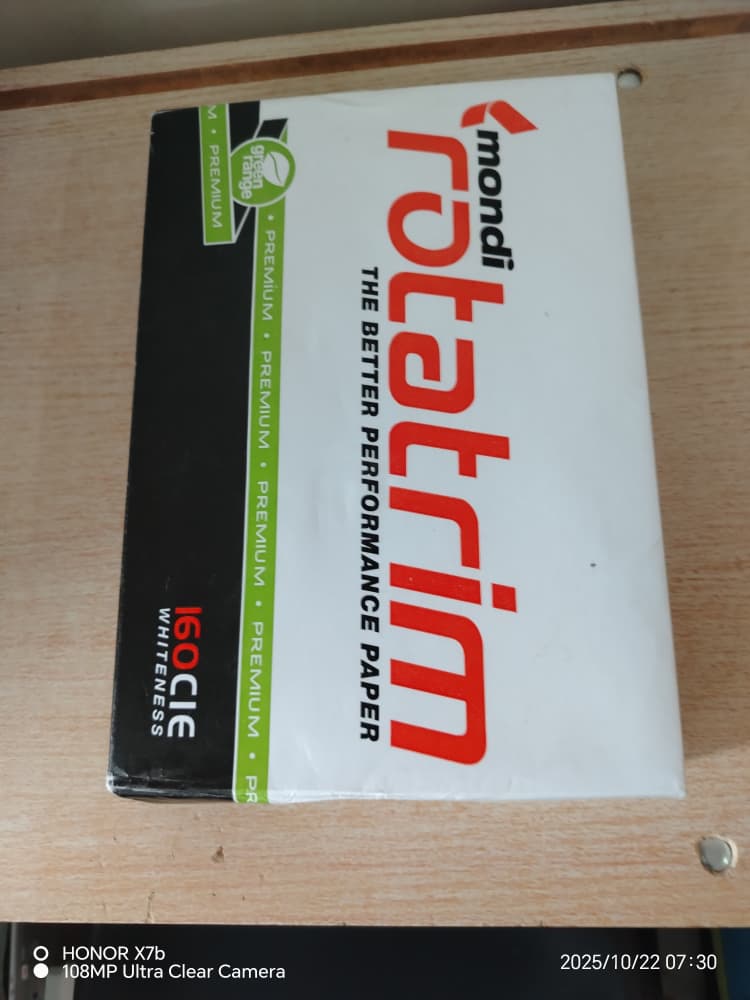 mondi
rotatrim
THE BETTER PERFORMANCE PAPER
green
range
M • PREMIUM
• PREMIUM • PREMIUM • PREMIUM • PREMIUM • PR
160CIE
WHITENESS
HONOR X7b
108MP Ultra Clear Camera
2025/10/22 07:30